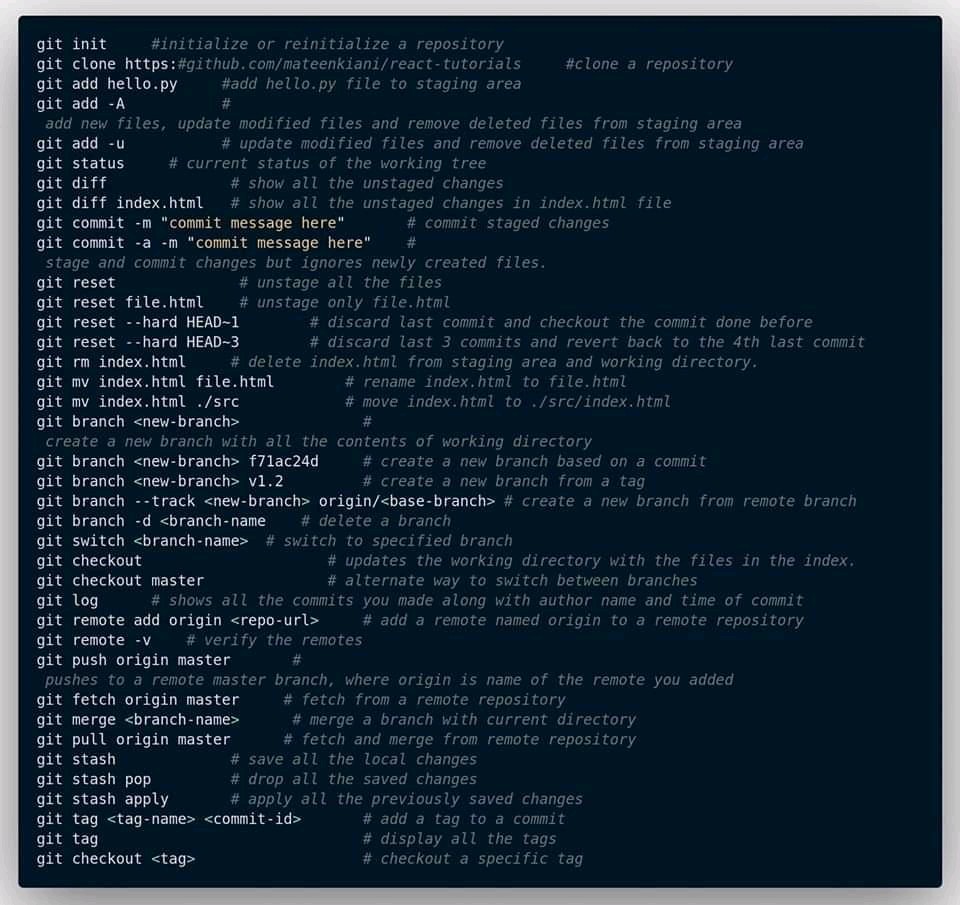 git init     #initialize or reinitialize a repository
git clone https:#github.com/mateenkiani/react-tutorials     #clone a repository
git add hello.py     #add hello.py file to staging area
git add -A           #
 add new files, update modified files and remove deleted files from staging area
git add -u           # update modified files and remove deleted files from staging area
git status     # current status of the working tree
git diff              # show all the unstaged changes
git diff index.html   # show all the unstaged changes in index.html file
git commit -m "commit message here"       # commit staged changes
git commit -a -m "commit message here"    #
 stage and commit changes but ignores newly created files.
git reset              # unstage all the files
git reset file.html    # unstage only file.html
git reset --hard HEAD~1        # discard last commit and checkout the commit done before
git reset --hard HEAD~3        # discard last 3 commits and revert back to the 4th last commit
git rm index.html     # delete index.html from staging area and working directory.
git mv index.html file.html        # rename index.html to file.html
git mv index.html ./src            # move index.html to ./src/index.html
git branch <new-branch>              #
 create a new branch with all the contents of working directory
git branch <new-branch> f71ac24d     # create a new branch based on a commit
git branch <new-branch> v1.2         # create a new branch from a tag
git branch --track <new-branch> origin/<base-branch> # create a new branch from remote branch
git branch -d <branch-name    # delete a branch
git switch <branch-name>  # switch to specified branch
git checkout                     # updates the working directory with the files in the index.
git checkout master              # alternate way to switch between branches
git log      # shows all the commits you made along with author name and time of commit
git remote add origin <repo-url>     # add a remote named origin to a remote repository
git remote -v    # verify the remotes
git push origin master       #
 pushes to a remote master branch, where origin is name of the remote you added
git fetch origin master     # fetch from a remote repository
git merge <branch-name>      # merge a branch with current directory
git pull origin master      # fetch and merge from remote repository
git stash             # save all the local changes
git stash pop         # drop all the saved changes
git stash apply       # apply all the previously saved changes
git tag <tag-name> <commit-id>       # add a tag to a commit
git tag                              # display all the tags
git checkout <tag>                   # checkout a specific tag